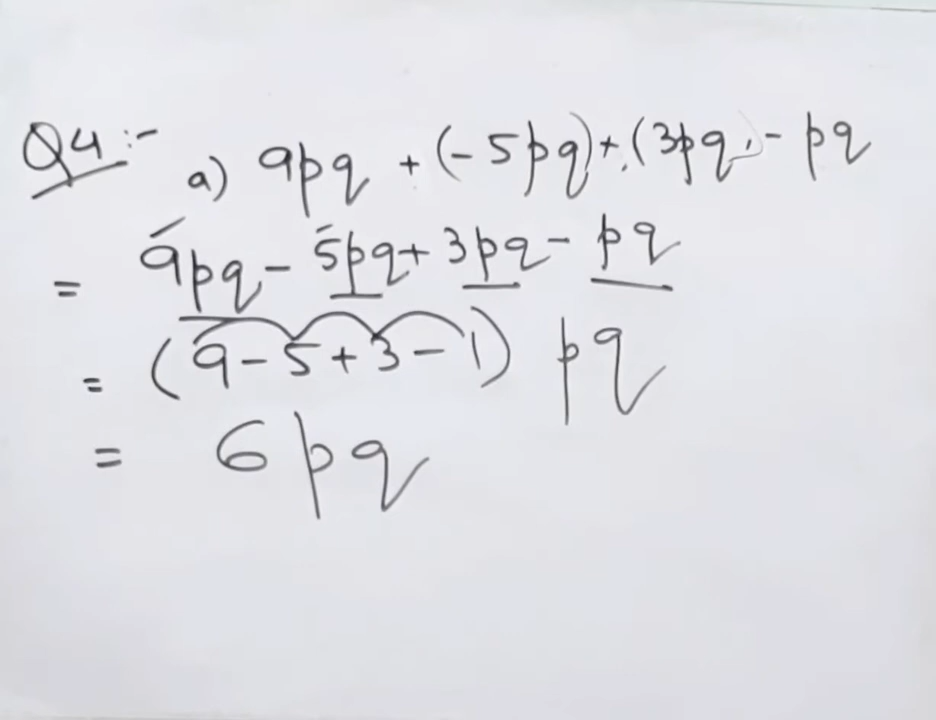 Q4:-
a) 9pq + (-5pq) + (3pq) - pq
= 9pq - 5pq + 3pq - pq
= (9 - 5 + 3 - 1) pq
= 6pq